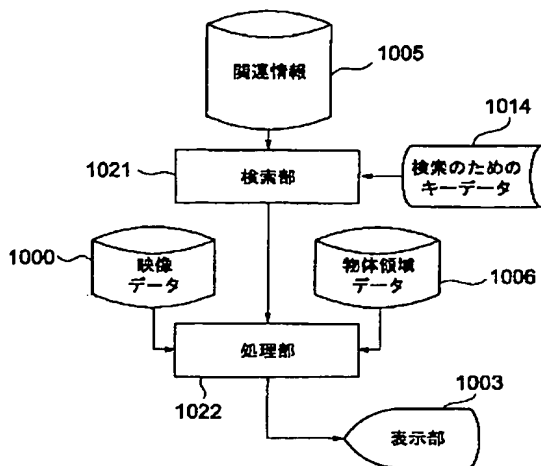 関連情報
1005
1014
1021
検索部
検索のための
キーデータ
1000
映像
データ
物体領域
データ
1006
処理部
1022
1003
表示部